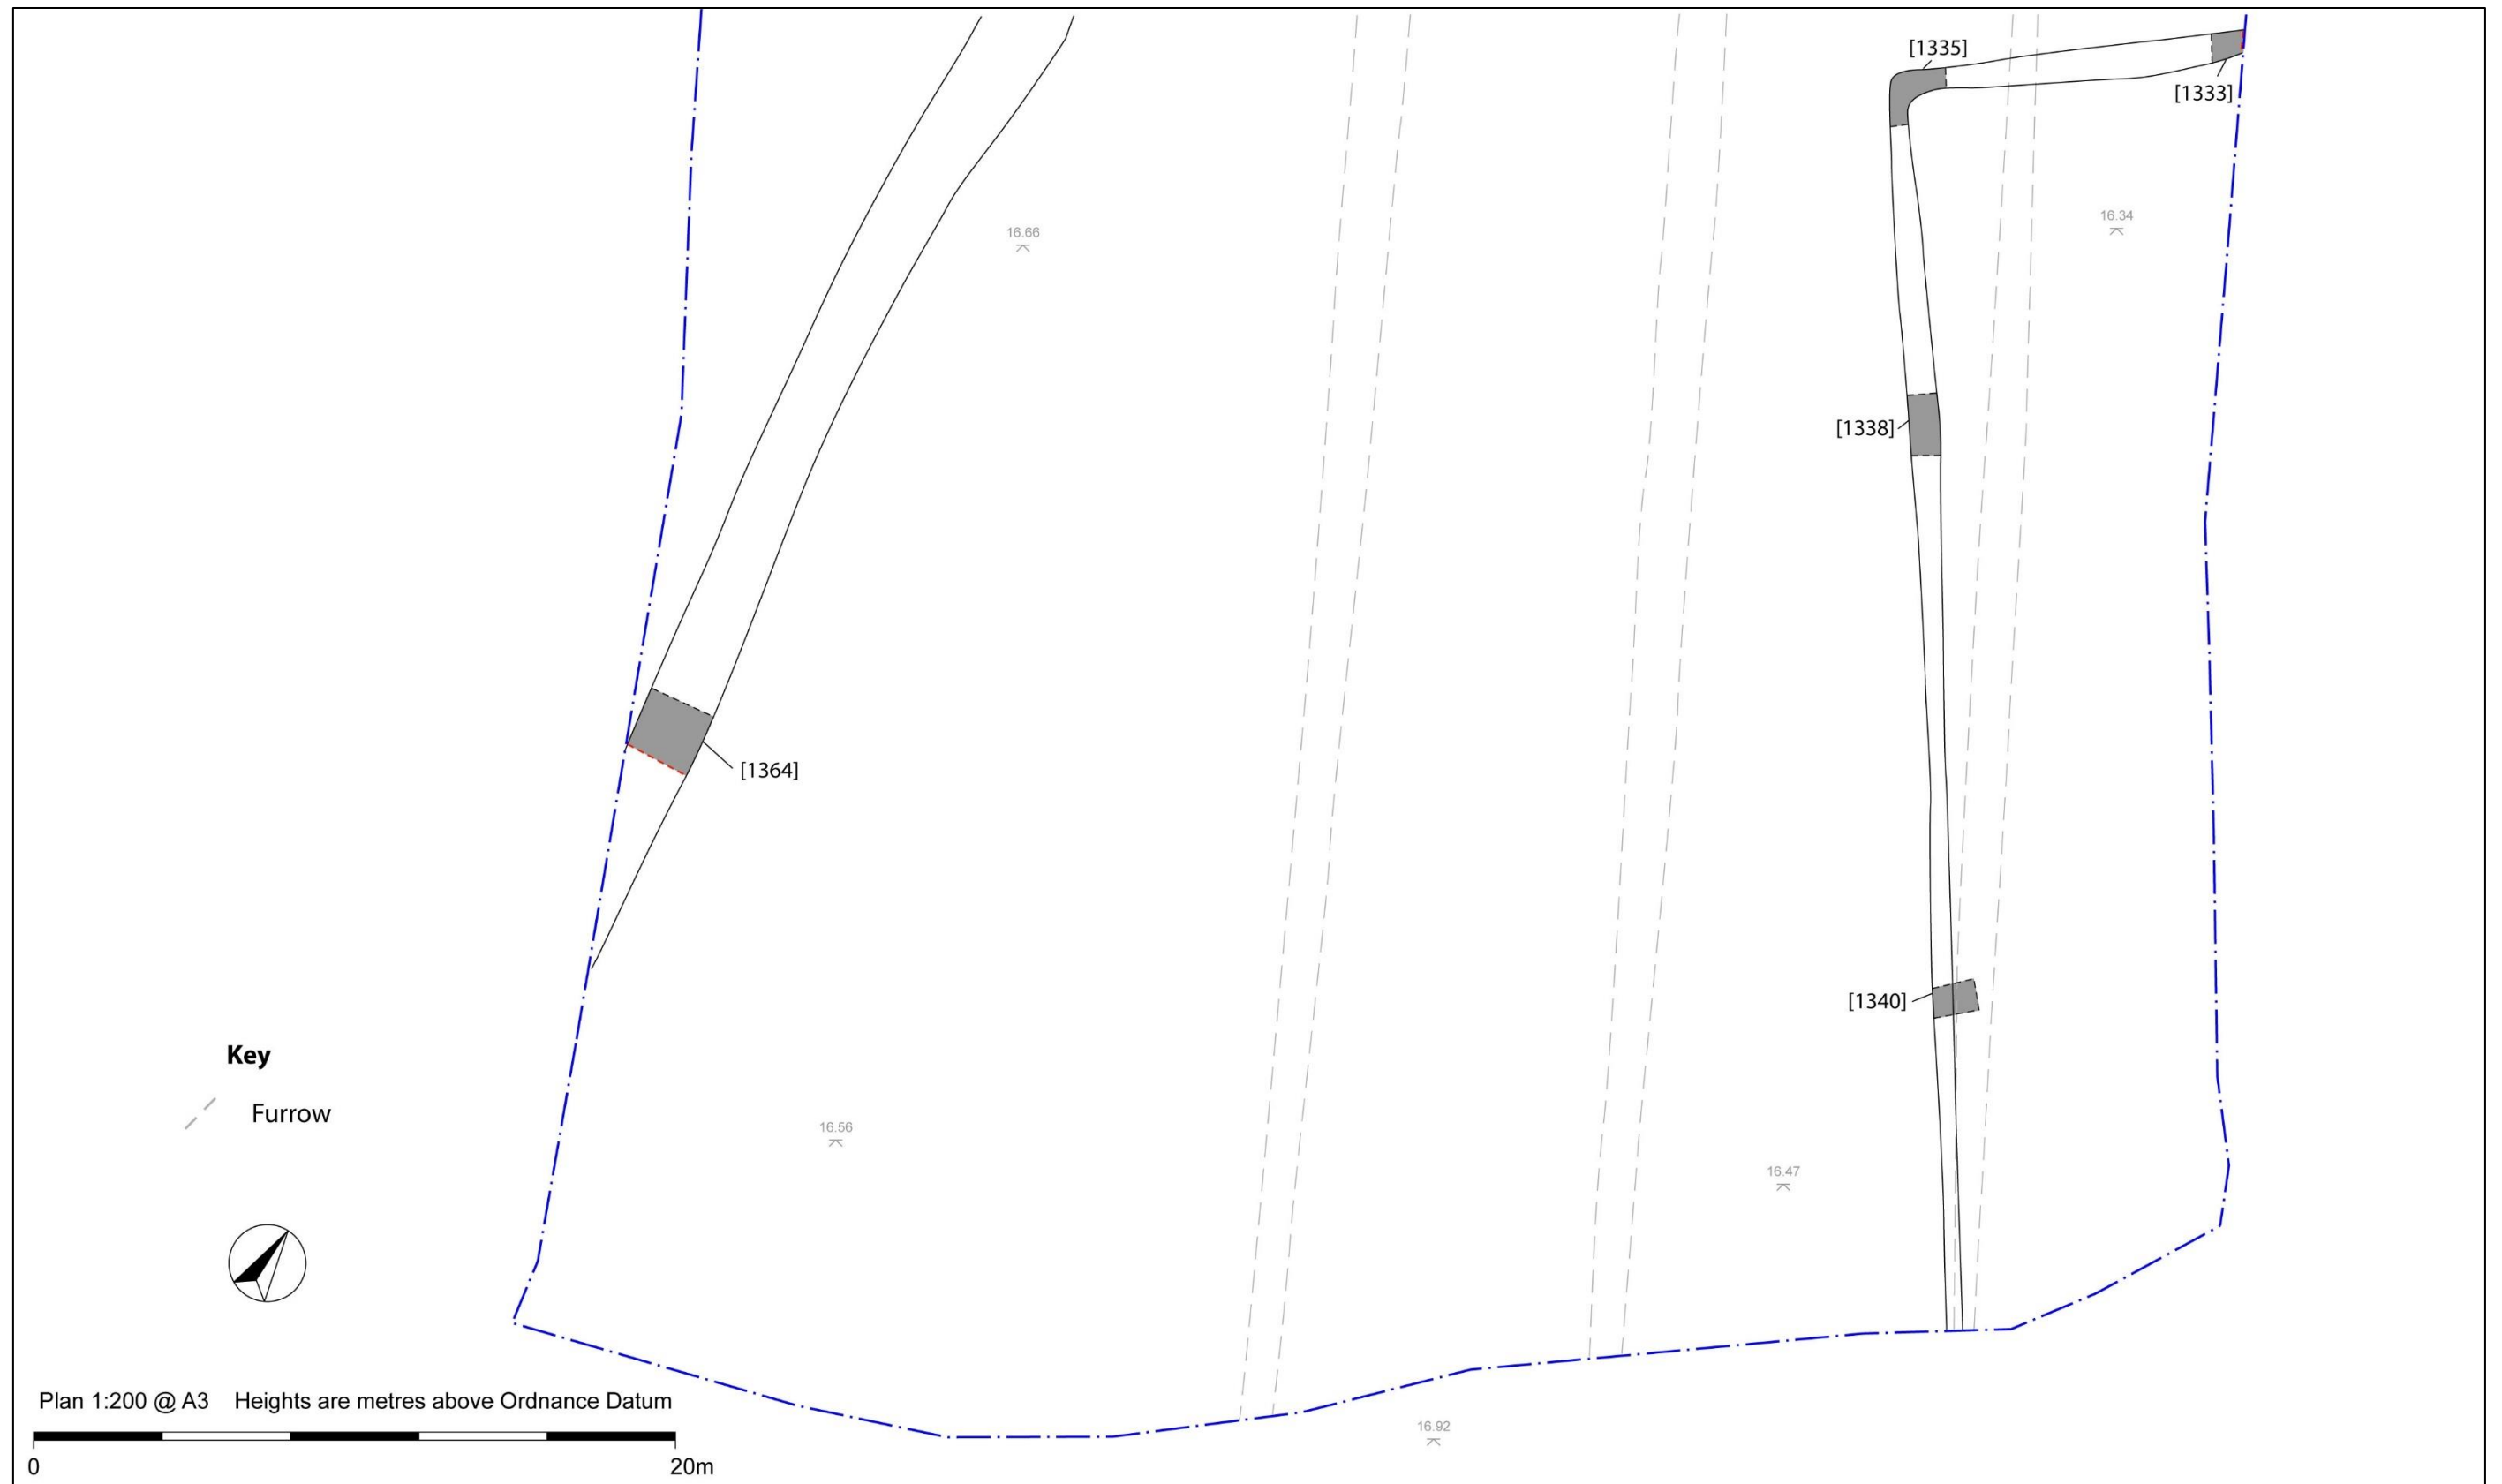 [1335]
[1333]
16.34
16.66
[1338]
[1364]
[1340]
Key
Furrow
16.56
16.47
Plan 1:200 @ A3 Heights are metres above Ordnance Datum
16.92
0 20m